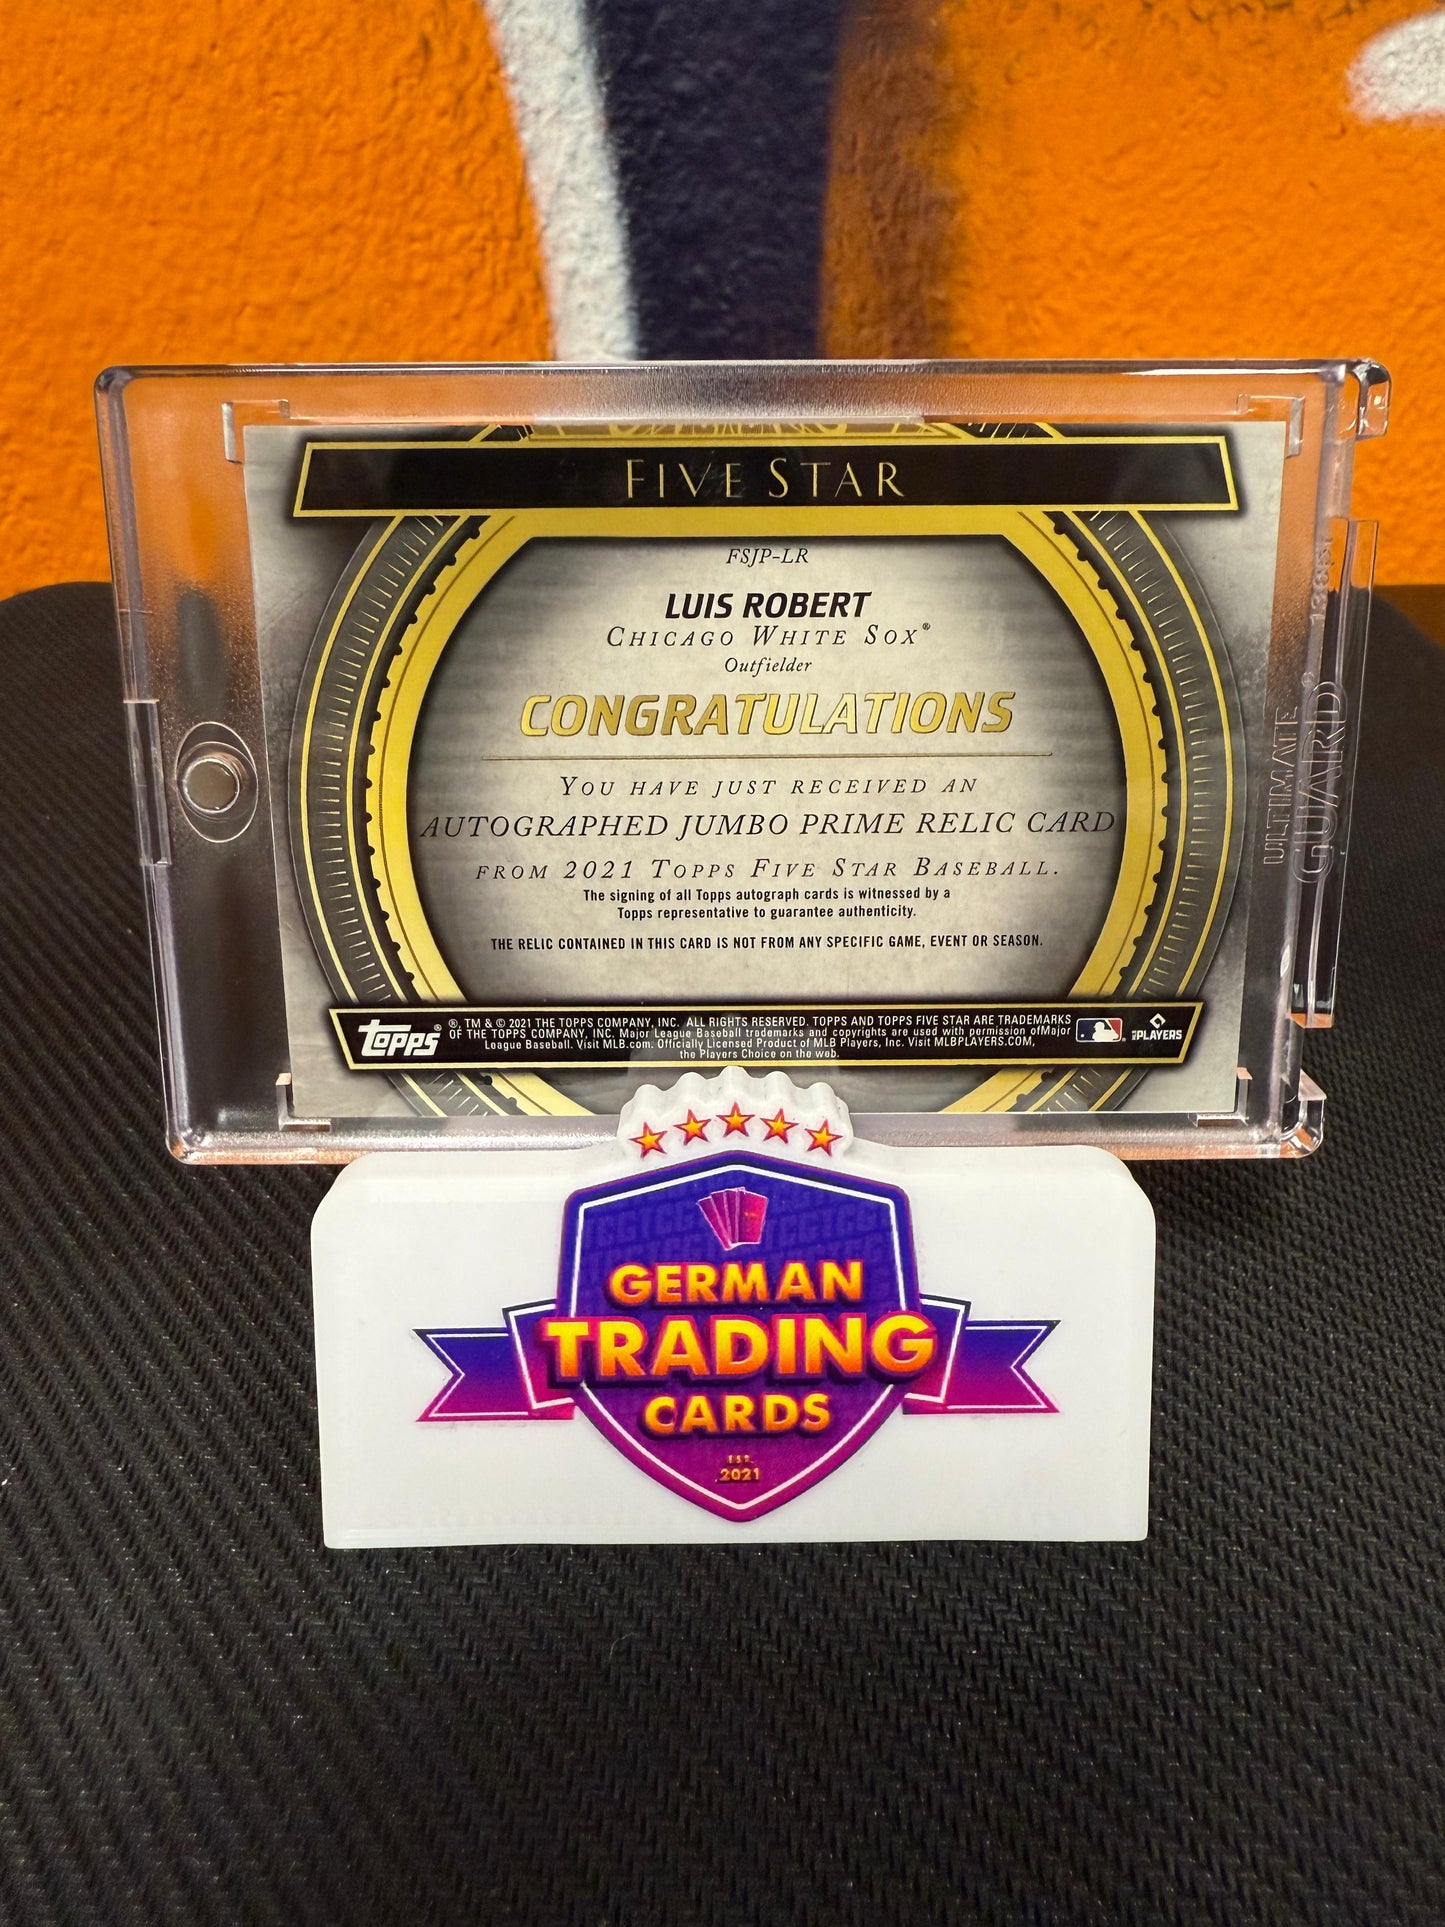 FIVE STAR
FSJP-LR
LUIS ROBERT
CHICAGO WHITE SOX®
Outfielder
CONGRATULATIONS
YOU HAVE JUST RECEIVED AN
AUTOGRAPHED JUMBO PRIME RELIC CARD
FROM 2021 TOPPS FIVE STAR BASEBALL.
The signing of all Topps autograph cards is witnessed by a
Topps representative to guarantee authenticity.
THE RELIC CONTAINED IN THIS CARD IS NOT FROM ANY SPECIFIC GAME, EVENT OR SEASON.
topps®
®, TM & © 2021 THE TOPPS COMPANY, INC. ALL RIGHTS RESERVED. TOPPS AND TOPPS FIVE STAR ARE TRADEMARKS
OF THE TOPPS COMPANY, INC. Major League Baseball trademarks and copyrights are used with permission ofMajor
League Baseball. Visit MLB.com. Officially Licensed Product of MLB Players, Inc. Visit MLBPLAYERS.COM,
the Players Choice on the web.
PLAYERS
ULTIMATE
GUARD®
GERMAN
TRADING
CARDS
EST.
2021